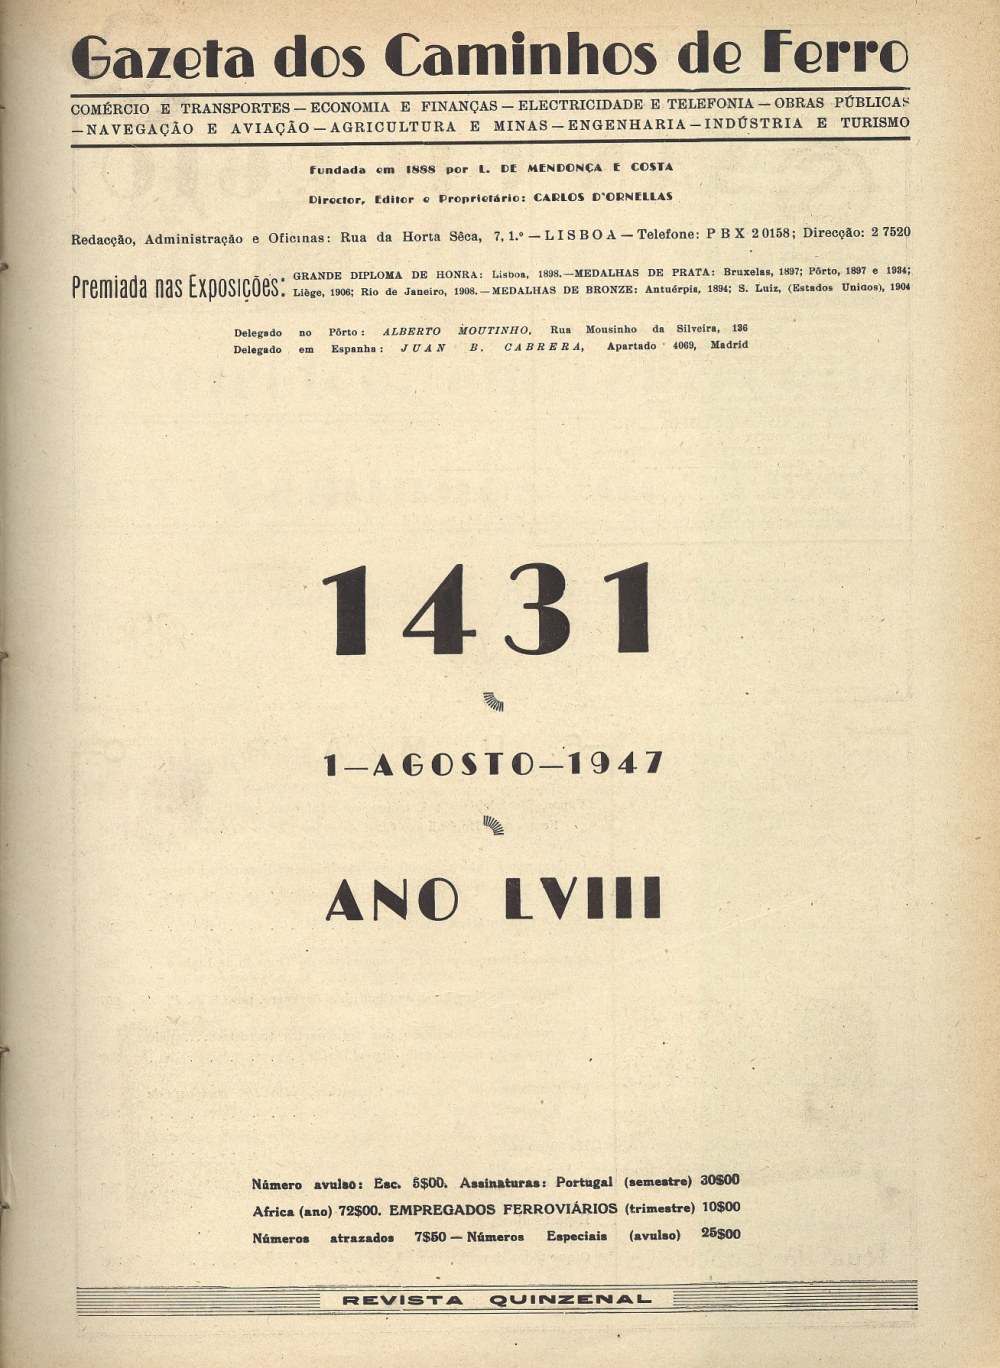 Gazeta dos Caminhos de Ferro
COMÉRCIO E TRANSPORTES — ECONOMIA E FINANÇAS — ELECTRICIDADE E TELEFONIA — OBRAS PÚBLICAS
— NAVEGAÇÃO E AVIAÇÃO — AGRICULTURA E MINAS — ENGENHARIA — INDÚSTRIA E TURISMO
Fundada em 1888 por L. DE MENDONÇA E COSTA
Director, Editor e Proprietário: CARLOS D'ORNELLAS
Redacção, Administração e Oficinas: Rua da Horta Sêca, 7, 1.º — LISBOA — Telefone: P B X 2 0158; Direcção: 2 7520
Premiada nas Exposições:
GRANDE DIPLOMA DE HONRA: Lisboa, 1898. — MEDALHAS DE PRATA: Bruxelas, 1897; Pôrto, 1897 e 1934;
Liège, 1906; Rio de Janeiro, 1908. — MEDALHAS DE BRONZE: Antuérpia, 1894; S. Luiz, (Estados Unidos), 1904
Delegado no Pôrto: ALBERTO MOUTINHO, Rua Mousinho da Silveira, 136
Delegado em Espanha: JUAN B. CABRERA, Apartado 4069, Madrid
1431
1—AGOSTO—1947
ANO LVIII
Número avulso: Esc. 5$00. Assinaturas: Portugal (semestre) 30$00
Africa (ano) 72$00. EMPREGADOS FERROVIÁRIOS (trimestre) 10$00
Números atrazados 7$50 — Números Especiais (avulso) 25$00
REVISTA QUINZENAL